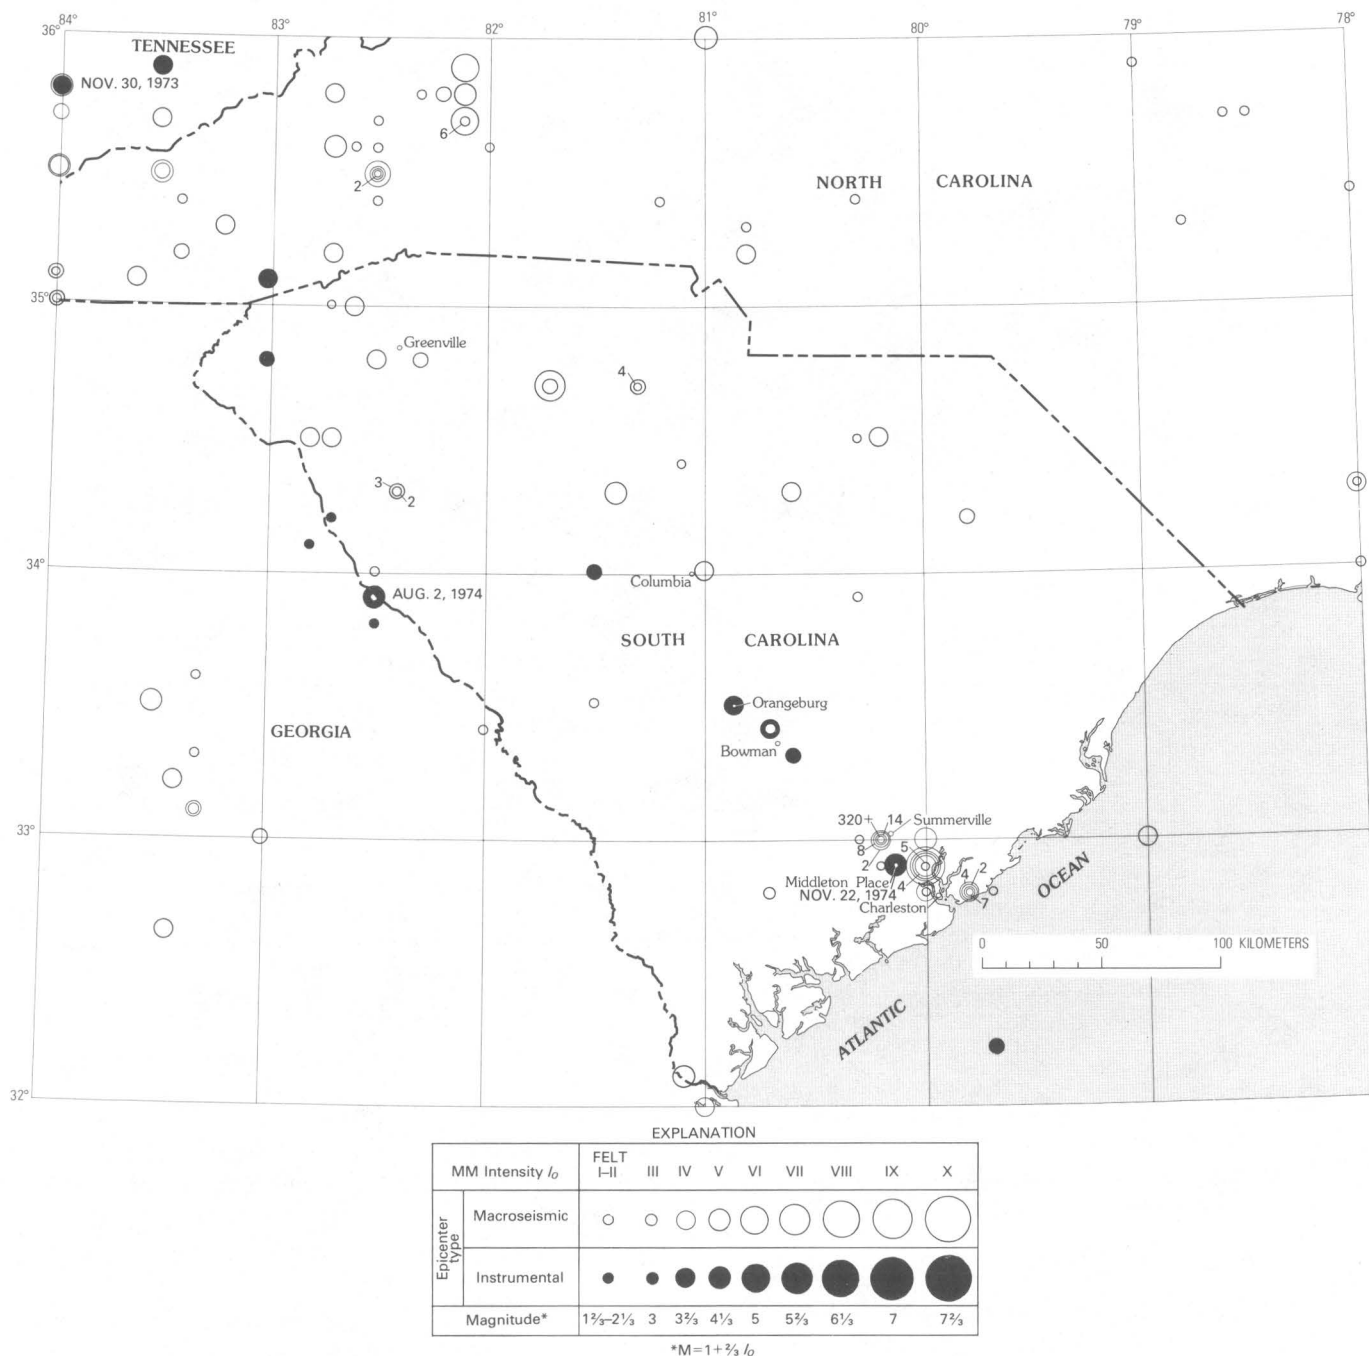 84° 83° 82° 81° 80° 79° 78°
36°
TENNESSEE
NOV. 30, 1973
6
2
NORTH CAROLINA
35°
Greenville
4
3
2
34°
Columbia
AUG. 2, 1974
SOUTH CAROLINA
Orangeburg
GEORGIA
Bowman
33°
320+ 14 Summerville
8
5
2
4 2
Middleton Place
4
NOV. 22, 1974
7
Charleston
OCEAN
0 50 100 KILOMETERS
ATLANTIC
32°
EXPLANATION
MM Intensity I₀ FELT I–II III IV V VI VII VIII IX X
Epicenter type
Macroseismic
Instrumental
Magnitude* 1⅔–2⅓ 3 3⅔ 4⅓ 5 5⅔ 6⅓ 7 7⅔
*M=1+⅔ I₀